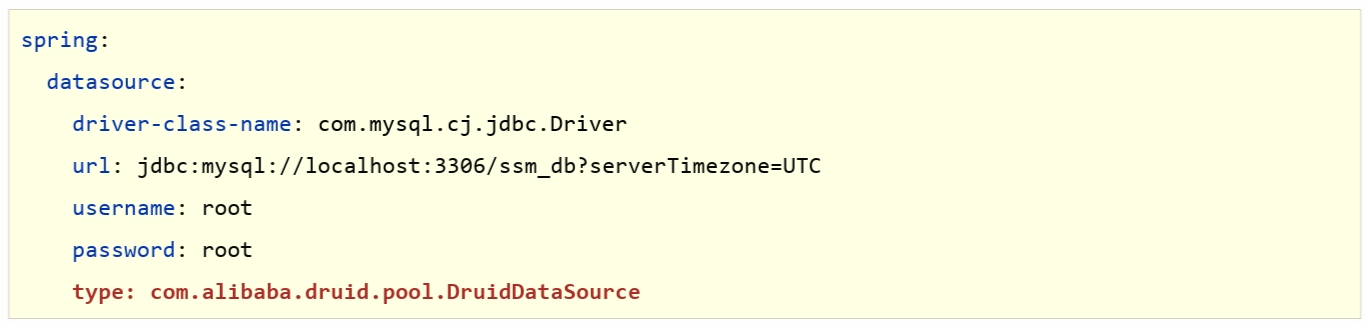 spring:
  datasource:
    driver-class-name: com.mysql.cj.jdbc.Driver
    url: jdbc:mysql://localhost:3306/ssm_db?serverTimezone=UTC
    username: root
    password: root
    type: com.alibaba.druid.pool.DruidDataSource